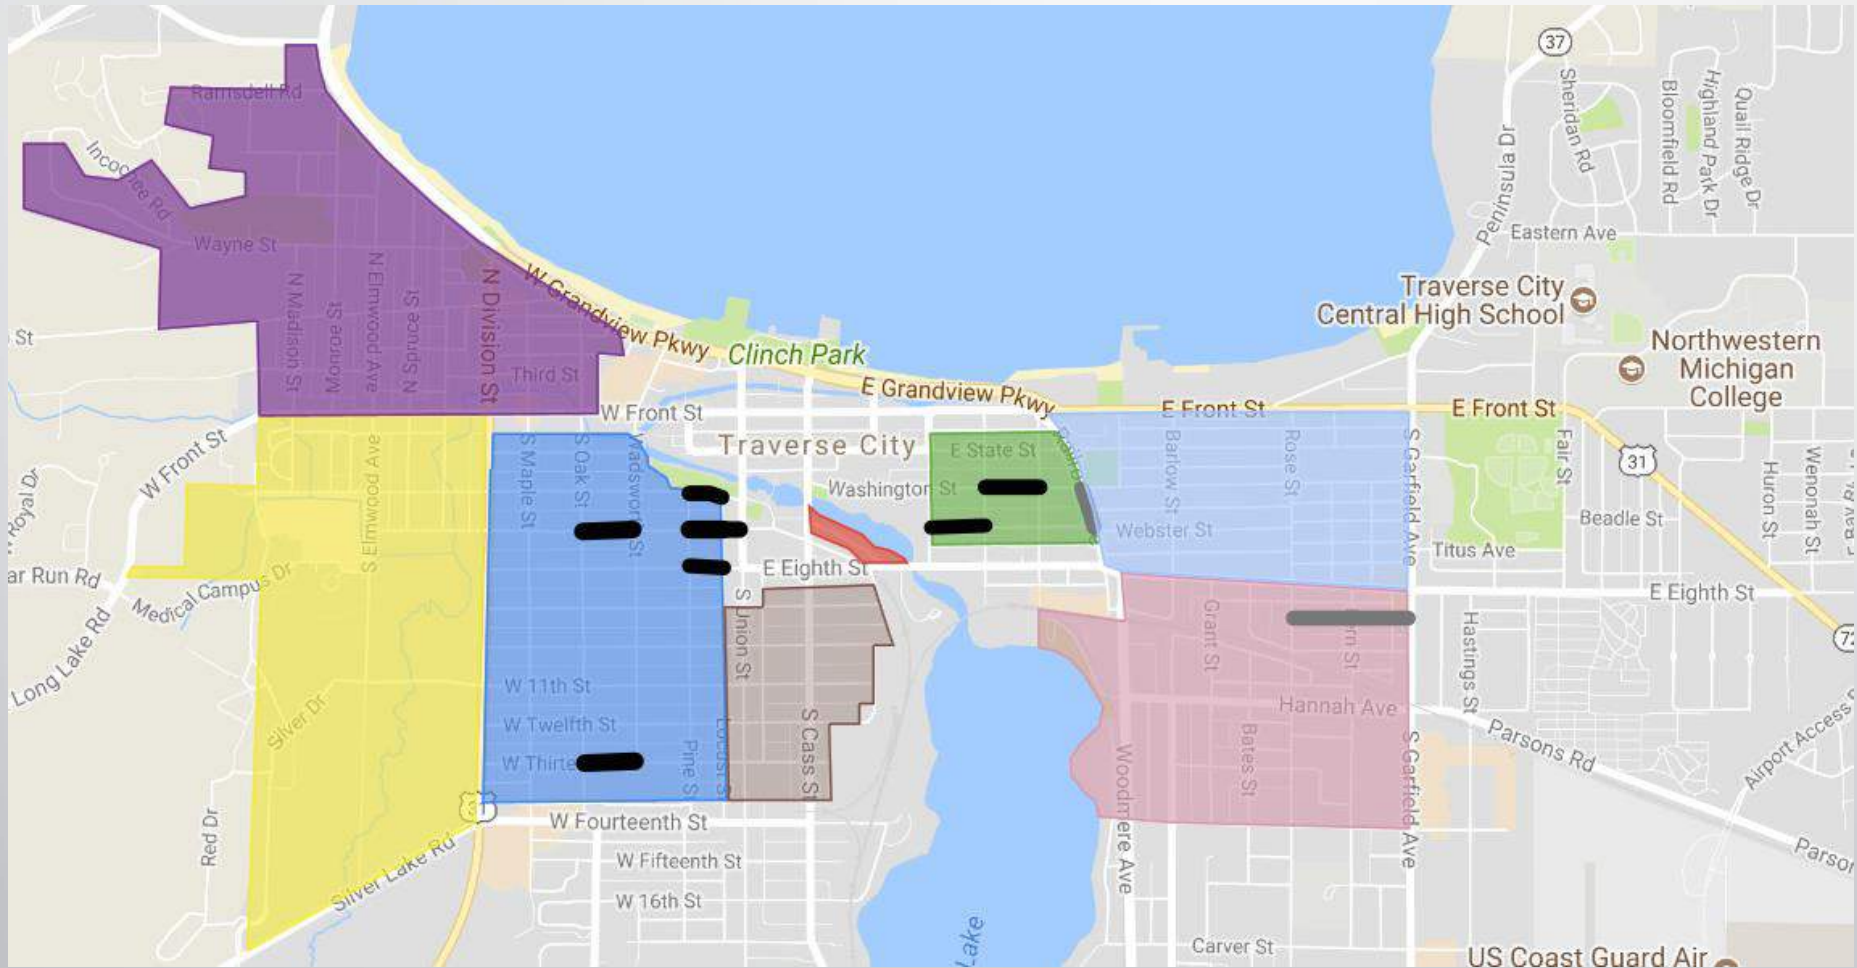 37
Ramsdell Rd
Sheridan Rd
Bloomfield Rd
Highland Park Dr
Quail Ridge Dr
Incochee Rd
Peninsula Dr
Wayne St
Eastern Ave
N Madison St
Monroe St
N Elmwood Ave
N Spruce St
N Division St
W Grandview Pkwy
Traverse City
Central High School
St
Clinch Park
Northwestern
Michigan
College
Third St
E Grandview Pkwy
W Front St
E Front St
E Front St
W Front St
Traverse City
E State St
S Maple St
S Oak St
S Elmwood Ave
Barlow St
Rose St
S Garfield Ave
Fair St
31
Huron St
Wenonah St
Washington St
Webster St
Beadle St
Titus Ave
ar Run Rd
Medical Campus Dr
E Eighth St
E Eighth St
Long Lake Rd
S Union St
Grant St
Hastings St
72
W 11th St
Silver Dr
W Twelfth St
Hannah Ave
S Cass St
Locust S
Pine S
W Thirte
Bates St
Woodmere Ave
S Garfield Ave
Parsons Rd
Airport Access
Red Dr
W Fourteenth St
Silver Lake Rd
W Fifteenth St
W 16th St
Parsor
Lake
Carver St
US Coast Guard Air